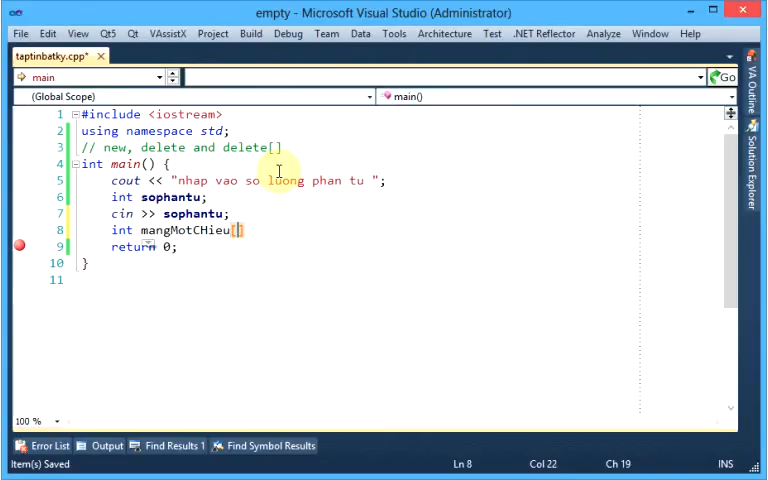 empty - Microsoft Visual Studio (Administrator)
File Edit View Qt5 Qt VAssistX Project Build Debug Team Data Tools Architecture Test .NET Reflector Analyze Window Help
taptinbatky.cpp*
main
Go
(Global Scope) main()
1 #include <iostream>
2 using namespace std;
3 // new, delete and delete[]
4 int main() {
5 cout << "nhap vao so luong phan tu ";
6 int sophantu;
7 cin >> sophantu;
8 int mangMotCHieu[]
9 return 0;
10 }
11
100 %
Error List Output Find Results 1 Find Symbol Results
Item(s) Saved Ln 8 Col 22 Ch 19 INS
VA Outline
Solution Explorer